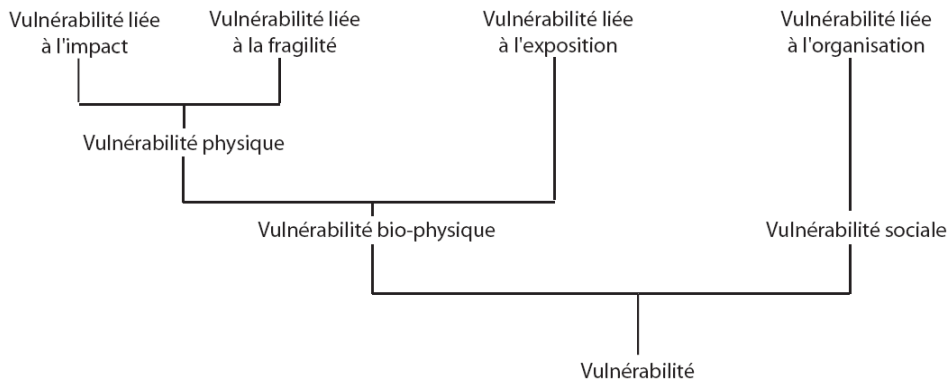 Vulnérabilité liée
à l'impact
Vulnérabilité liée
à la fragilité
Vulnérabilité liée
à l'exposition
Vulnérabilité liée
à l'organisation
Vulnérabilité physique
Vulnérabilité bio-physique
Vulnérabilité sociale
Vulnérabilité